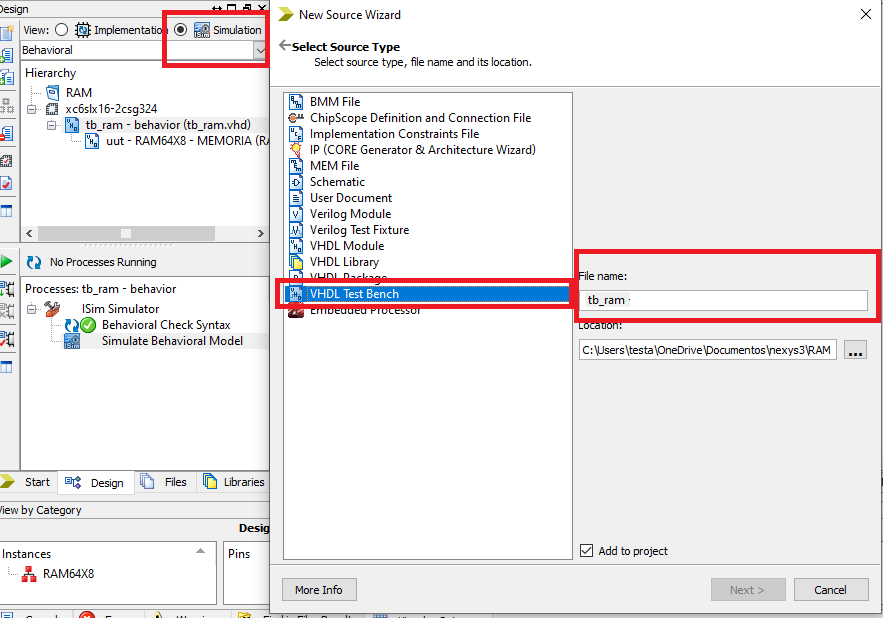 Design
View: Implementation Simulation
Behavioral
Hierarchy
RAM
xc6slx16-2csg324
tb_ram - behavior (tb_ram.vhd)
uut - RAM64X8 - MEMORIA (RA
No Processes Running
Processes: tb_ram - behavior
ISim Simulator
Behavioral Check Syntax
Simulate Behavioral Model
Start Design Files Libraries
View by Category
Desig
Instances
RAM64X8
Pins
New Source Wizard
Select Source Type
Select source type, file name and its location.
BMM File
ChipScope Definition and Connection File
Implementation Constraints File
IP (CORE Generator & Architecture Wizard)
MEM File
Schematic
User Document
Verilog Module
Verilog Test Fixture
VHDL Module
VHDL Library
VHDL Package
VHDL Test Bench
Embedded Processor
File name:
tb_ram
Location:
C:\Users\testa\OneDrive\Documentos\nexys3\RAM
...
Add to project
More Info
Next >
Cancel